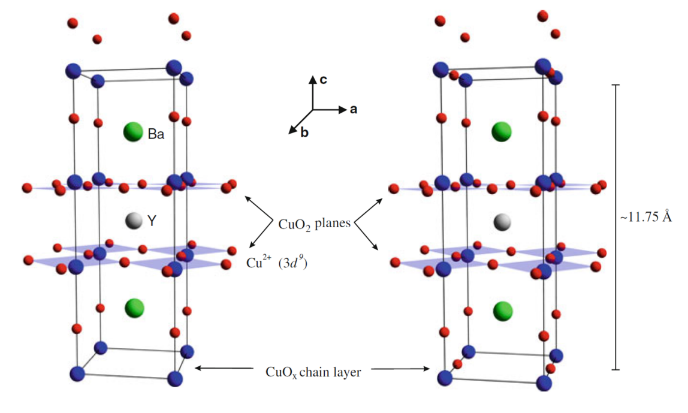 c
a
b
Ba
Y
CuO₂ planes
Cu²⁺ (3d⁹)
~11.75 Å
CuOₓ chain layer